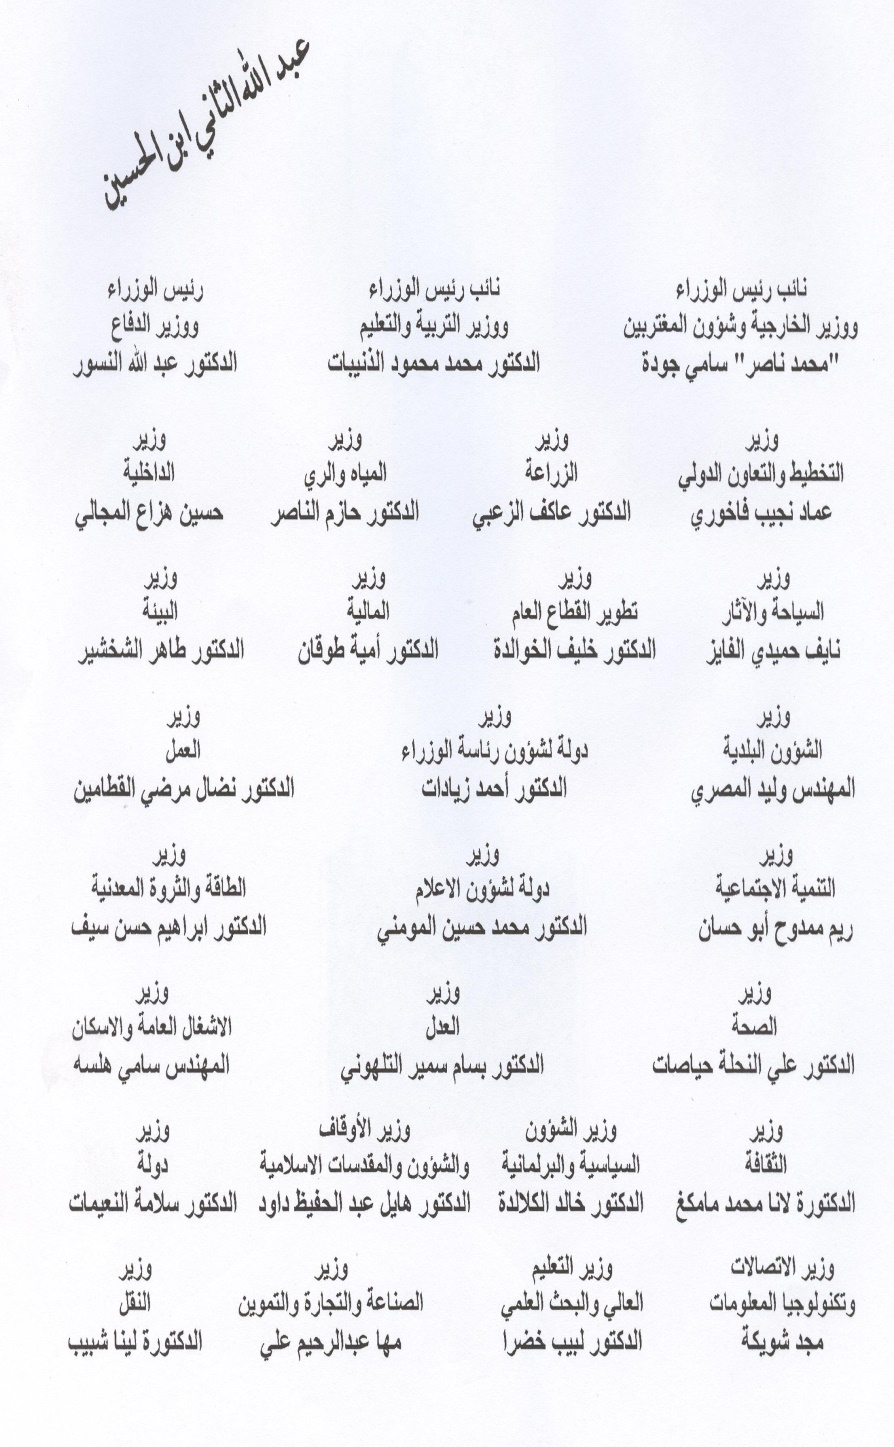 عبد الله الثاني ابن الحسين
نائب رئيس الوزراء نائب رئيس الوزراء رئيس الوزراء
ووزير الخارجية وشؤون المغتربين ووزير التربية والتعليم ووزير الدفاع
"محمد ناصر" سامي جودة الدكتور محمد محمود الذنيبات الدكتور عبد الله النسور
وزير وزير وزير وزير
التخطيط والتعاون الدولي الزراعة المياه والري الداخلية
عماد نجيب فاخوري الدكتور عاكف الزعبي الدكتور حازم الناصر حسين هزاع المجالي
وزير وزير وزير وزير
السياحة والآثار تطوير القطاع العام المالية البيئة
نايف حميدي الفايز الدكتور خليف الخوالدة الدكتور أمية طوقان الدكتور طاهر الشخشير
وزير وزير وزير
الشؤون البلدية دولة لشؤون رئاسة الوزراء العمل
المهندس وليد المصري الدكتور أحمد زيادات الدكتور نضال مرضي القطامين
وزير وزير وزير
التنمية الاجتماعية دولة لشؤون الاعلام الطاقة والثروة المعدنية
ريم ممدوح أبو حسان الدكتور محمد حسين المومني الدكتور ابراهيم حسن سيف
وزير وزير وزير
الصحة العدل الاشغال العامة والاسكان
الدكتور علي النحلة حياصات الدكتور بسام سمير التلهوني المهندس سامي هلسه
وزير وزير الشؤون وزير الأوقاف وزير
الثقافة السياسية والبرلمانية والشؤون والمقدسات الاسلامية دولة
الدكتورة لانا محمد مامكغ الدكتور خالد الكلالدة الدكتور هايل عبد الحفيظ داود الدكتور سلامة النعيمات
وزير الاتصالات وزير التعليم وزير وزير
وتكنولوجيا المعلومات العالي والبحث العلمي الصناعة والتجارة والتموين النقل
مجد شويكة الدكتور لبيب خضرا مها عبدالرحيم علي الدكتورة لينا شبيب